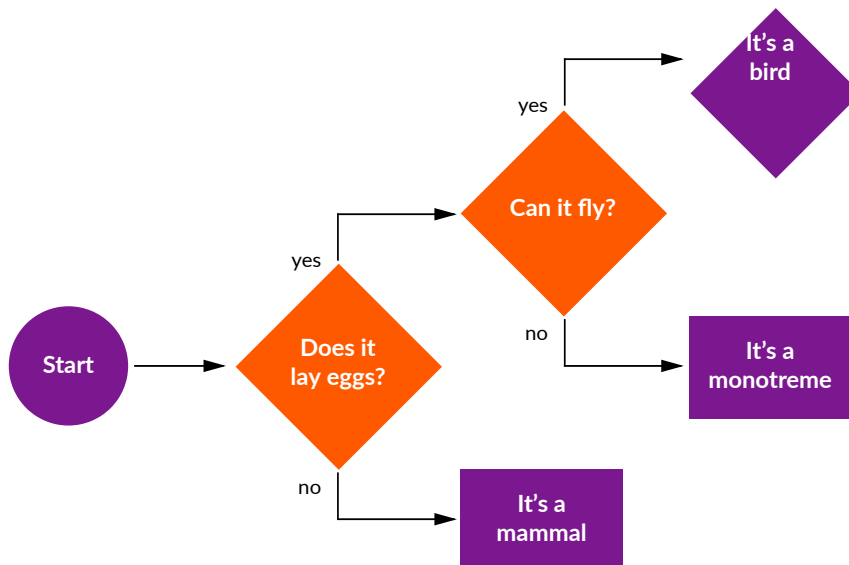 It’s a
bird
yes
Can it fly?
yes
no
Start
Does it
lay eggs?
It’s a
monotreme
no
It’s a
mammal